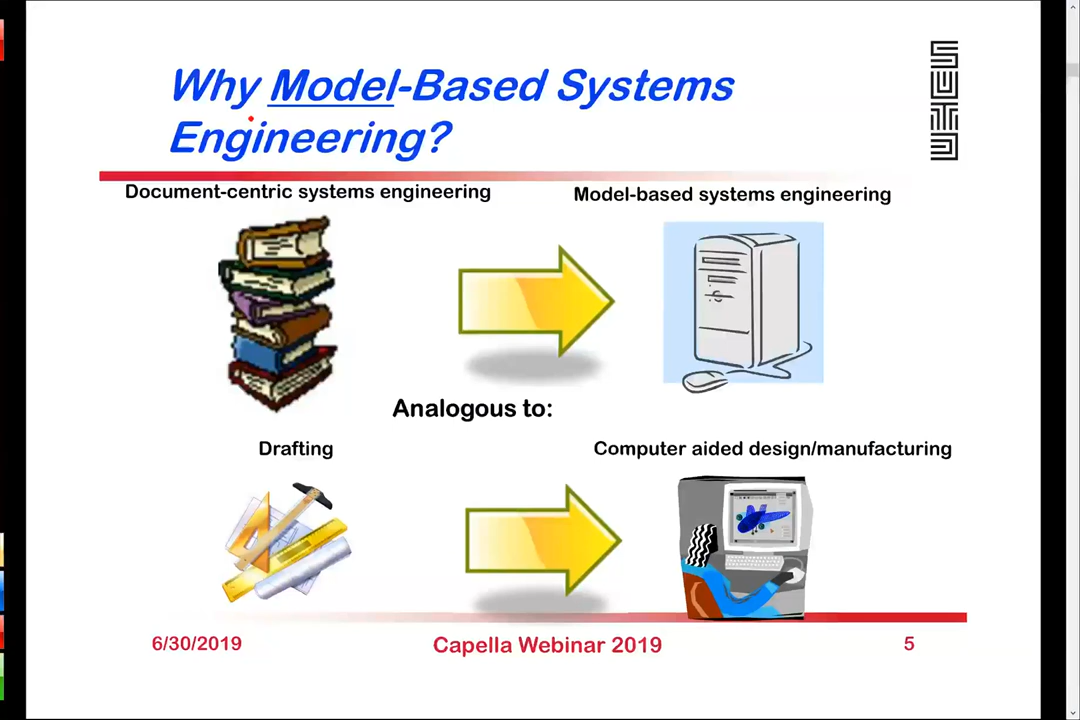 Why Model-Based Systems
Engineering?
Document-centric systems engineering
Model-based systems engineering
Analogous to:
Drafting
Computer aided design/manufacturing
6/30/2019
Capella Webinar 2019
5